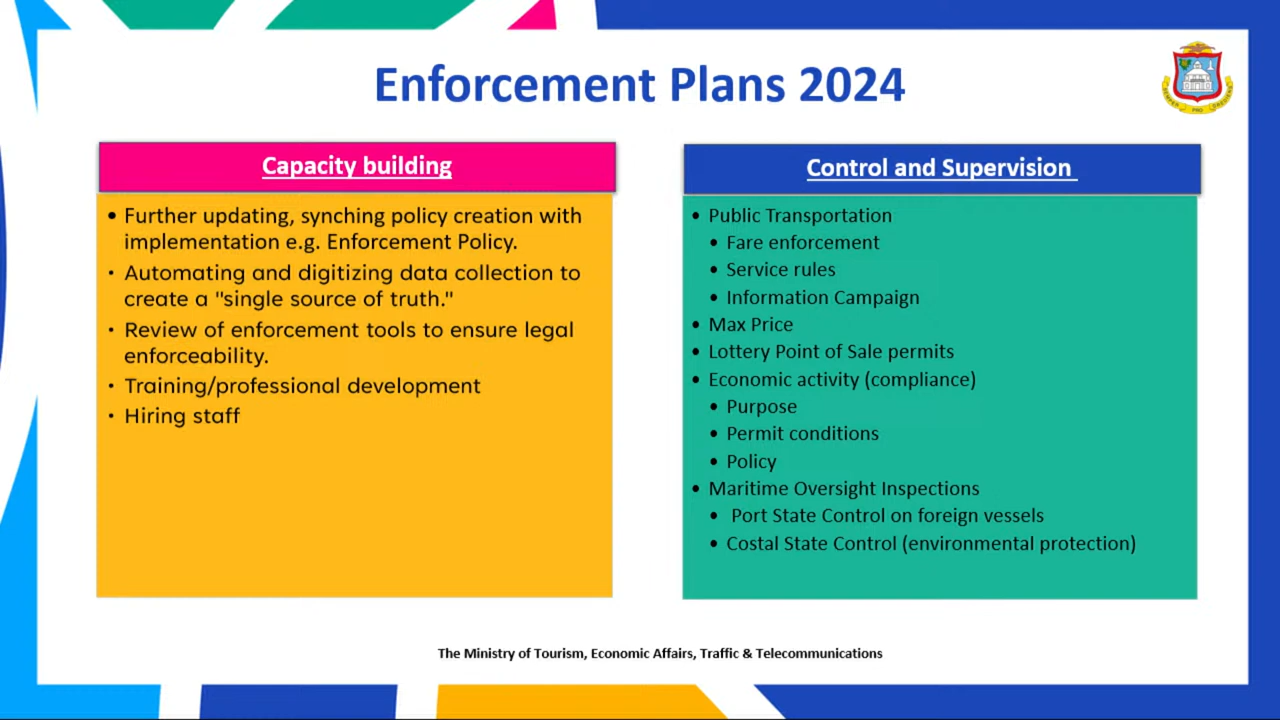 Enforcement Plans 2024
SEMPER PRO GREDIENS
Capacity building
• Further updating, synching policy creation with
implementation e.g. Enforcement Policy.
• Automating and digitizing data collection to
create a "single source of truth."
• Review of enforcement tools to ensure legal
enforceability.
• Training/professional development
• Hiring staff
Control and Supervision
• Public Transportation
• Fare enforcement
• Service rules
• Information Campaign
• Max Price
• Lottery Point of Sale permits
• Economic activity (compliance)
• Purpose
• Permit conditions
• Policy
• Maritime Oversight Inspections
• Port State Control on foreign vessels
• Costal State Control (environmental protection)
The Ministry of Tourism, Economic Affairs, Traffic & Telecommunications